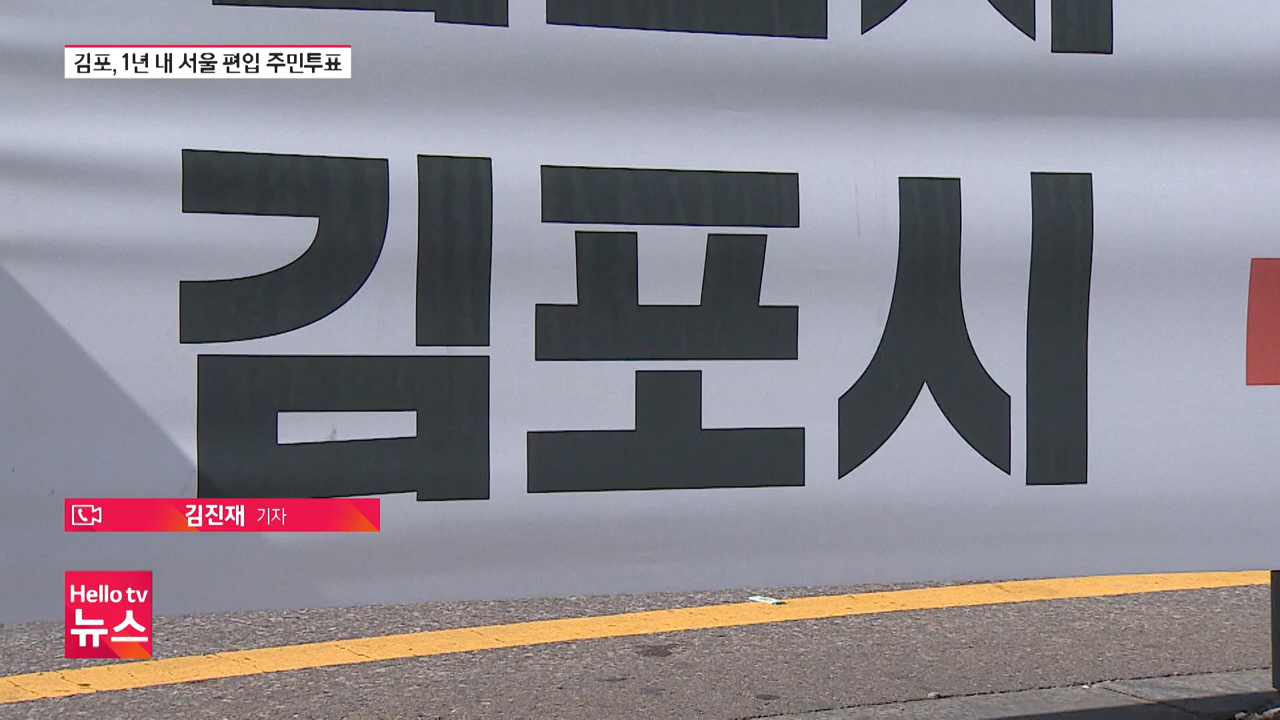 김포, 1년 내 서울 편입 주민투표
김포시
김진재 기자
Hello tv
뉴스